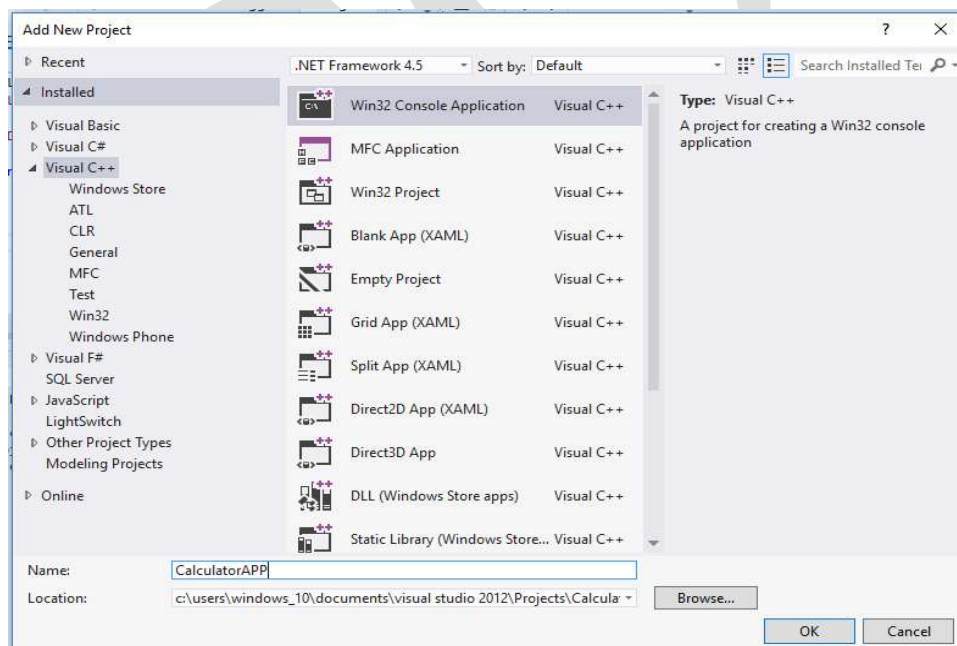 Add New Project ? ×
Recent
.NET Framework 4.5 Sort by: Default
Search Installed Te
Installed
Visual Basic
Visual C#
Visual C++
Windows Store
ATL
CLR
General
MFC
Test
Win32
Windows Phone
Visual F#
SQL Server
JavaScript
LightSwitch
Other Project Types
Modeling Projects
Online
Win32 Console Application Visual C++
MFC Application Visual C++
Win32 Project Visual C++
Blank App (XAML) Visual C++
Empty Project Visual C++
Grid App (XAML) Visual C++
Split App (XAML) Visual C++
Direct2D App (XAML) Visual C++
Direct3D App Visual C++
DLL (Windows Store apps) Visual C++
Static Library (Windows Store... Visual C++
Type: Visual C++
A project for creating a Win32 console
application
Name: CalculatorAPP
Location: c:\users\windows_10\documents\visual studio 2012\Projects\Calcula
Browse...
OK Cancel